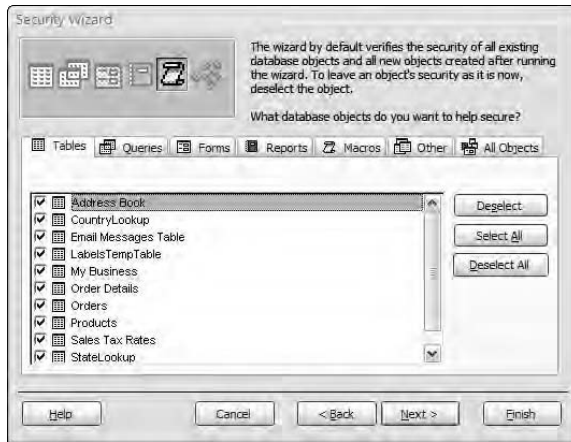 Security Wizard
The wizard by default verifies the security of all existing
database objects and all new objects created after running
the wizard. To leave an object's security as it is now,
deselect the object.
What database objects do you want to help secure?
Tables Queries Forms Reports Macros Other All Objects
Address Book
CountryLookup
Email Messages Table
LabelsTempTable
My Business
Order Details
Orders
Products
Sales Tax Rates
StateLookup
Deselect
Select All
Deselect All
Help Cancel < Back Next > Finish